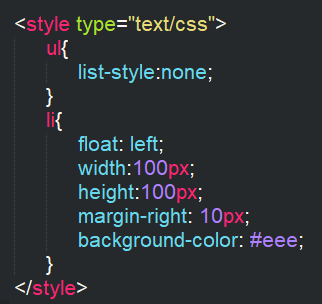 <style type="text/css">
ul{
list-style:none;
}
li{
float: left;
width:100px;
height:100px;
margin-right: 10px;
background-color: #eee;
}
</style>